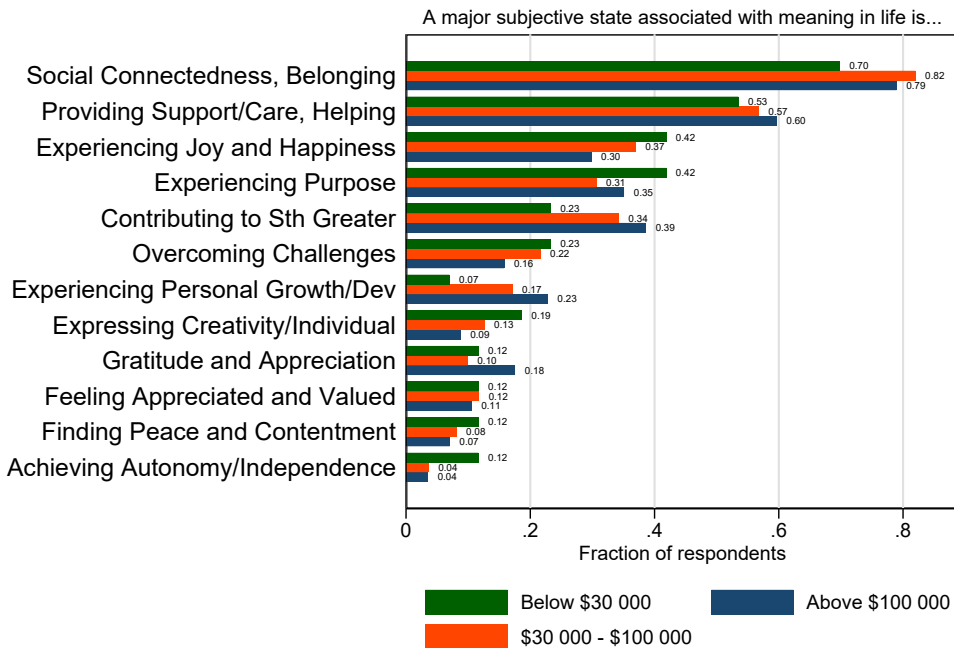 A major subjective state associated with meaning in life is...
Social Connectedness, Belonging
0.70
0.82
0.79
Providing Support/Care, Helping
0.53
0.57
0.60
Experiencing Joy and Happiness
0.42
0.37
0.30
Experiencing Purpose
0.42
0.31
0.35
Contributing to Sth Greater
0.23
0.34
0.39
Overcoming Challenges
0.23
0.22
0.16
Experiencing Personal Growth/Dev
0.07
0.17
0.23
Expressing Creativity/Individual
0.19
0.13
0.09
Gratitude and Appreciation
0.12
0.10
0.18
Feeling Appreciated and Valued
0.12
0.12
0.11
Finding Peace and Contentment
0.12
0.08
0.07
Achieving Autonomy/Independence
0.12
0.04
0.04
0 .2 .4 .6 .8
Fraction of respondents
Below $30 000 Above $100 000
$30 000 - $100 000